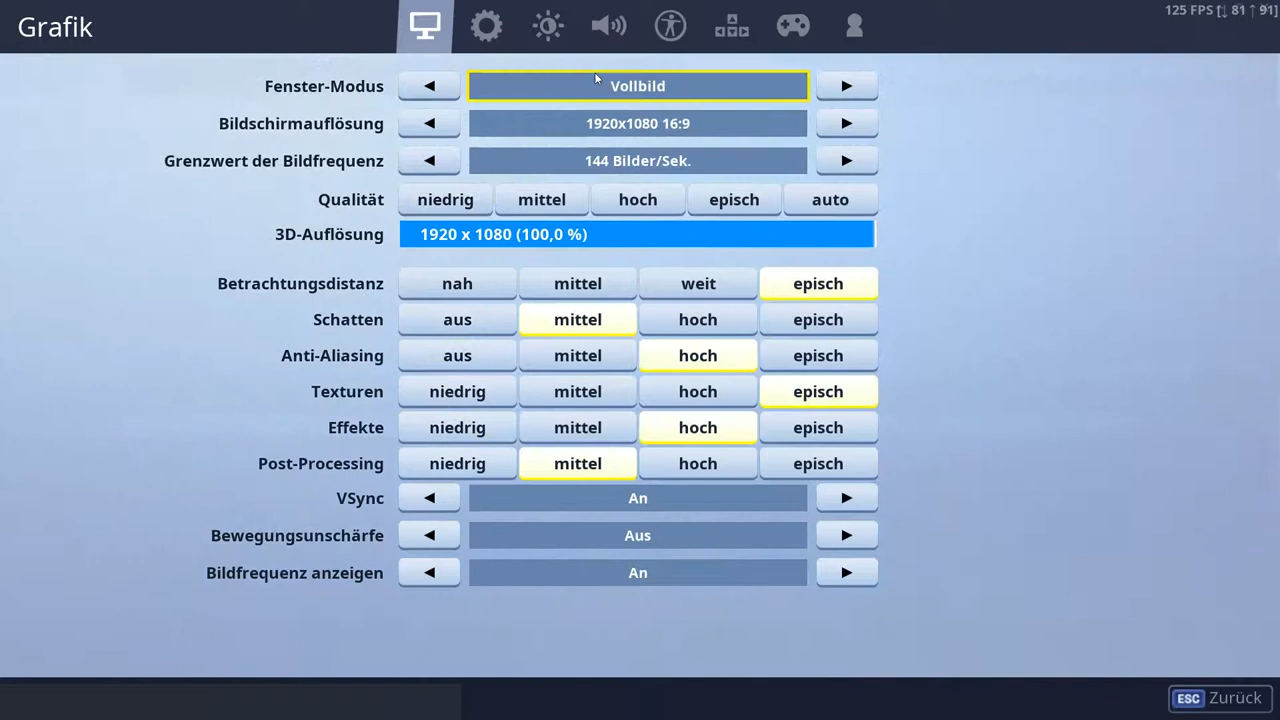 Grafik
125 FPS [↓ 81 ↑ 91]
Fenster-Modus ◄ Vollbild ►
Bildschirmauflösung ◄ 1920x1080 16:9 ►
Grenzwert der Bildfrequenz ◄ 144 Bilder/Sek. ►
Qualität niedrig mittel hoch episch auto
3D-Auflösung 1920 x 1080 (100,0 %)
Betrachtungsdistanz nah mittel weit episch
Schatten aus mittel hoch episch
Anti-Aliasing aus mittel hoch episch
Texturen niedrig mittel hoch episch
Effekte niedrig mittel hoch episch
Post-Processing niedrig mittel hoch episch
VSync ◄ An ►
Bewegungsunschärfe ◄ Aus ►
Bildfrequenz anzeigen ◄ An ►
ESC Zurück